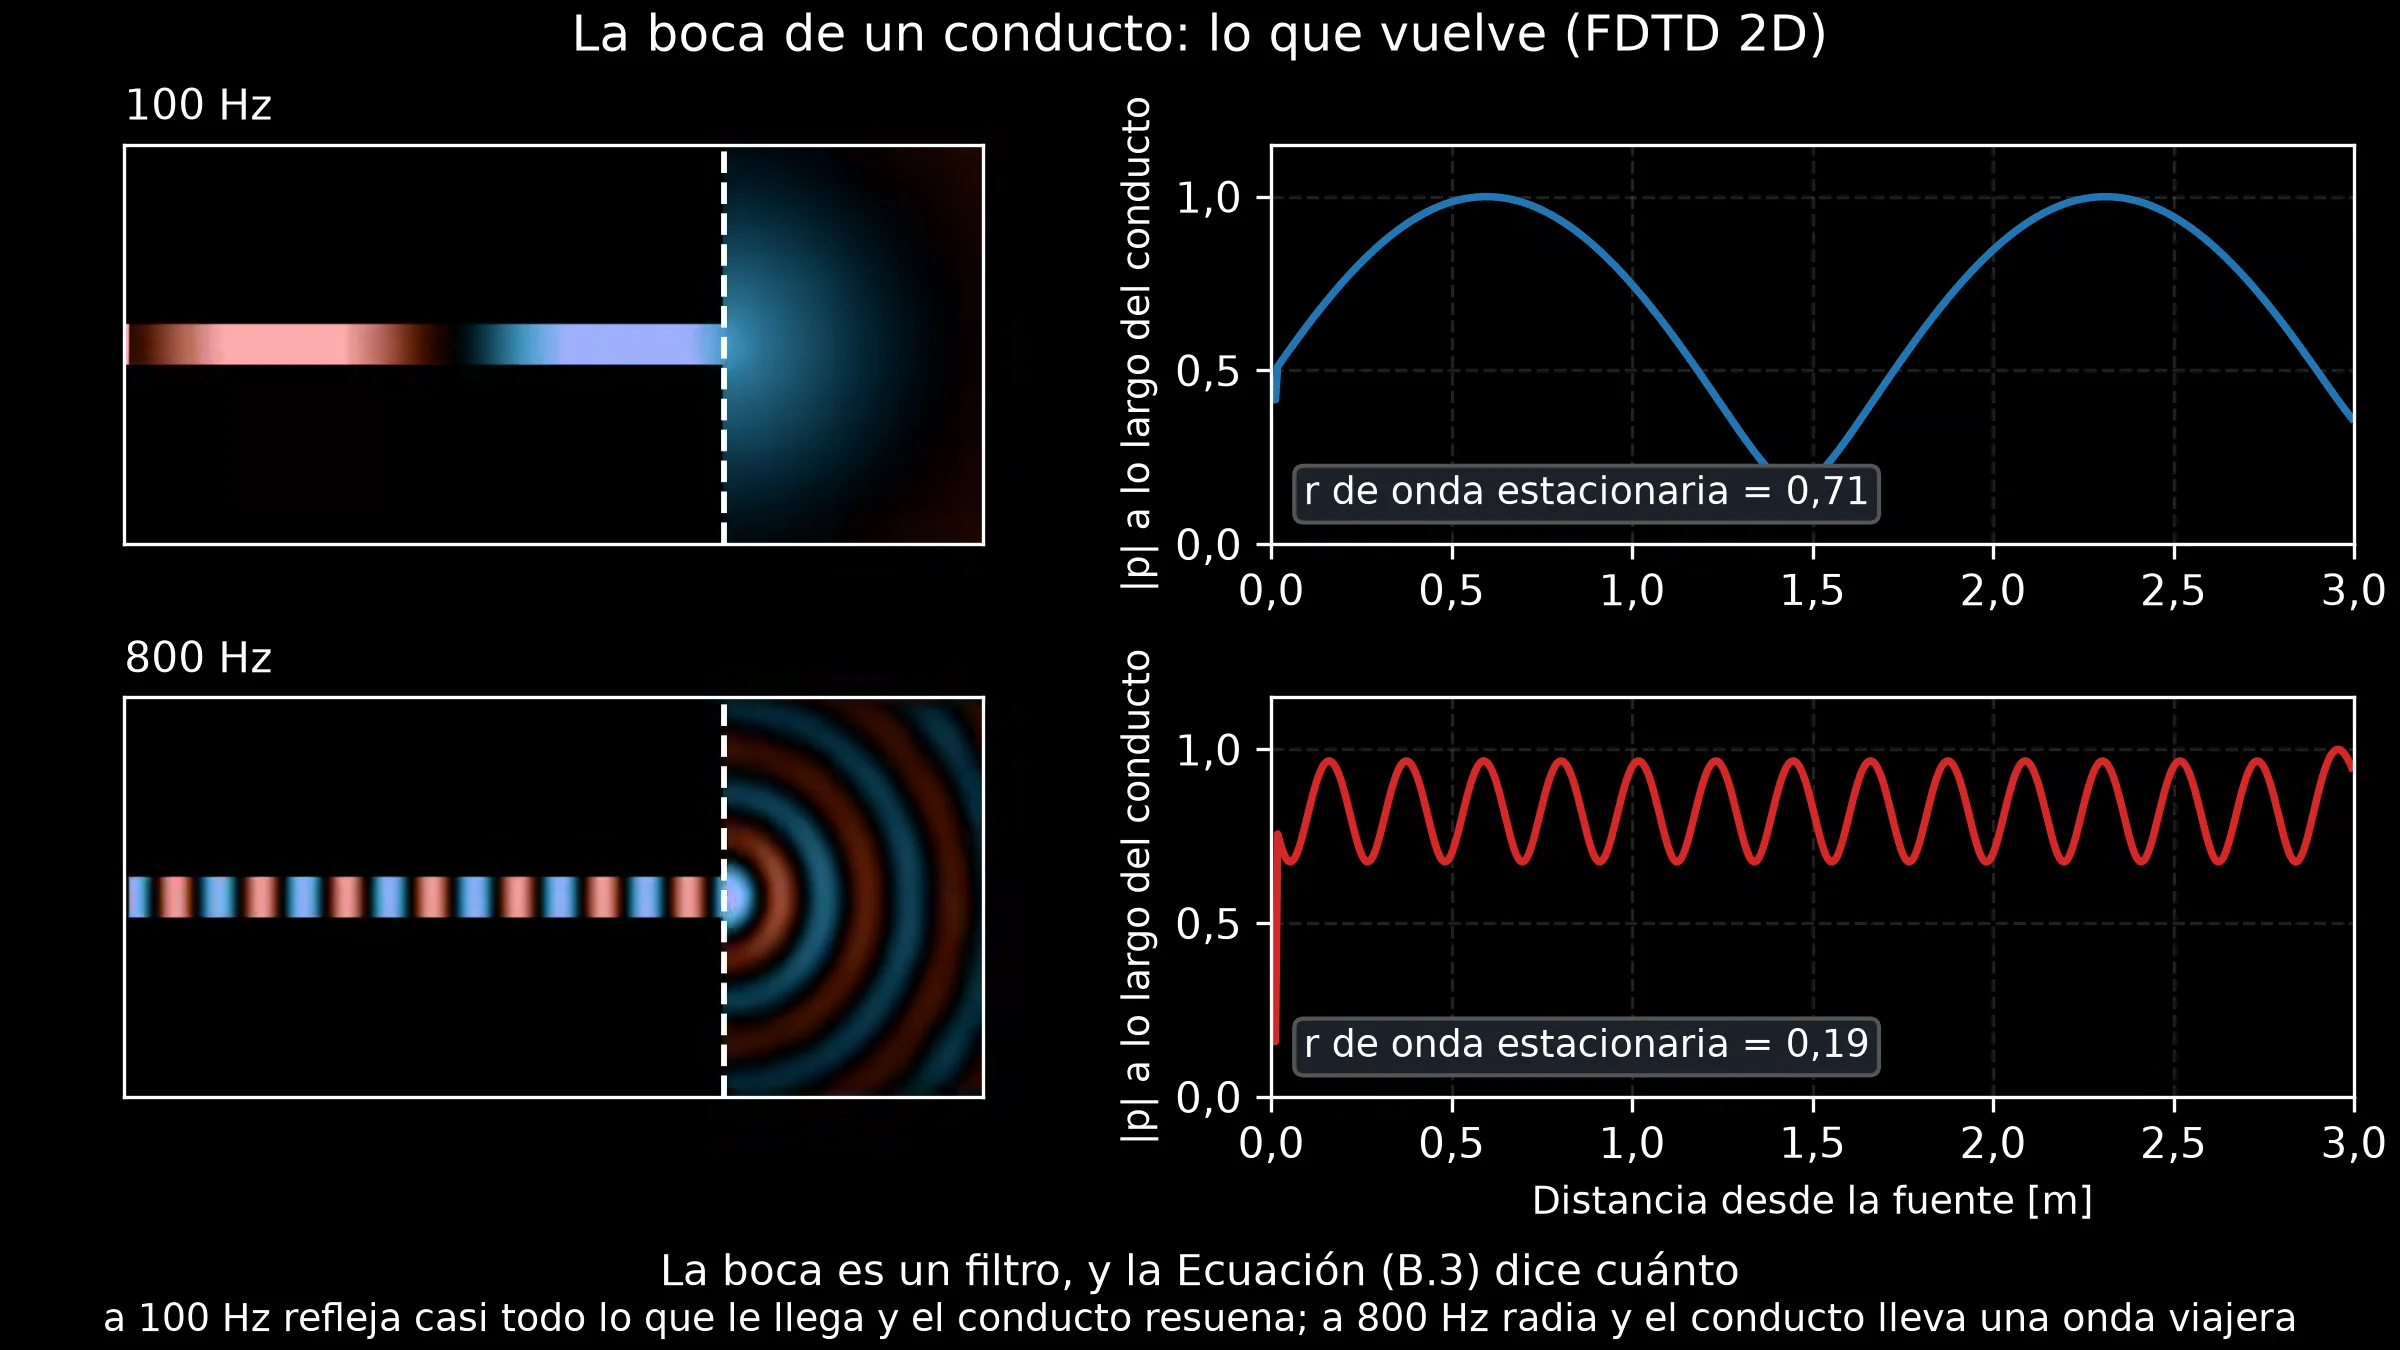 La boca de un conducto: lo que vuelve (FDTD 2D)
100 Hz
|p| a lo largo del conducto
1,0
0,5
0,0
r de onda estacionaria = 0,71
0,0 0,5 1,0 1,5 2,0 2,5 3,0
800 Hz
|p| a lo largo del conducto
1,0
0,5
0,0
r de onda estacionaria = 0,19
0,0 0,5 1,0 1,5 2,0 2,5 3,0
Distancia desde la fuente [m]
La boca es un filtro, y la Ecuación (B.3) dice cuánto
a 100 Hz refleja casi todo lo que le llega y el conducto resuena; a 800 Hz radia y el conducto lleva una onda viajera